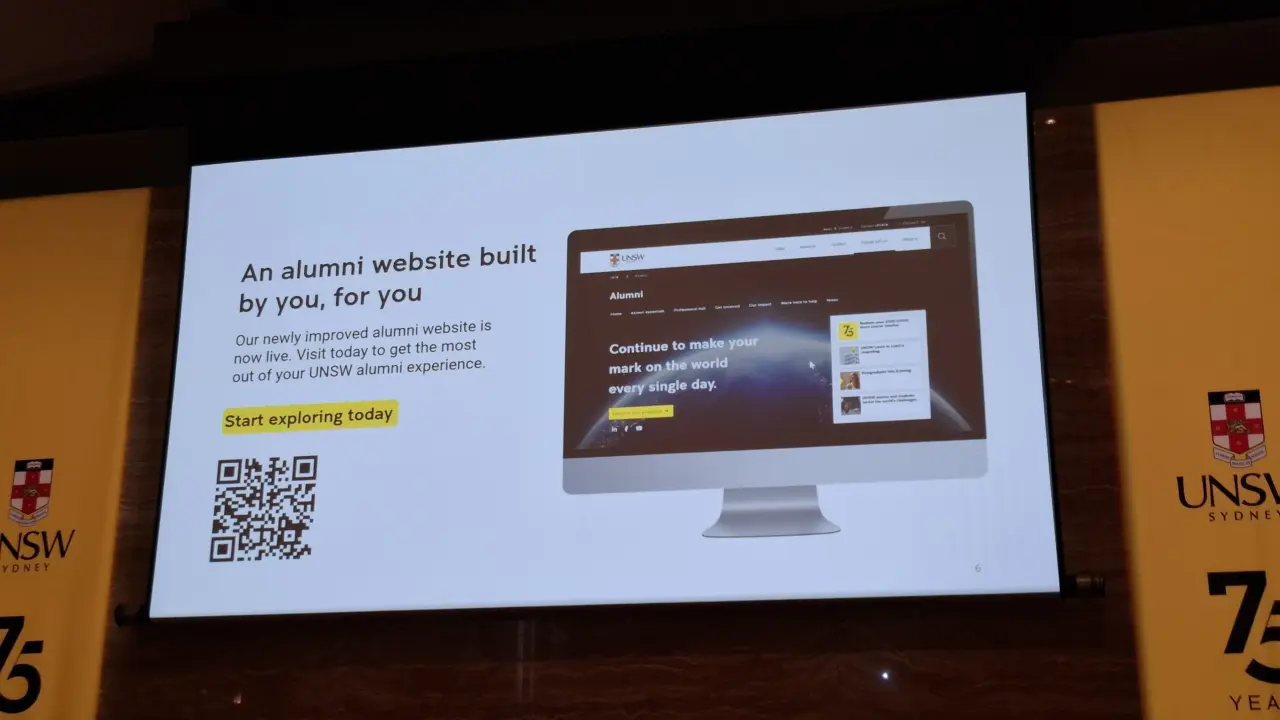 An alumni website built
by you, for you
Our newly improved alumni website is
now live. Visit today to get the most
out of your UNSW alumni experience.
Start exploring today
UNSW
Alumni
Continue to make your
mark on the world
every single day.
75
6
NSW
SYDNEY
75
UNSW
SYDNEY
75
YEA